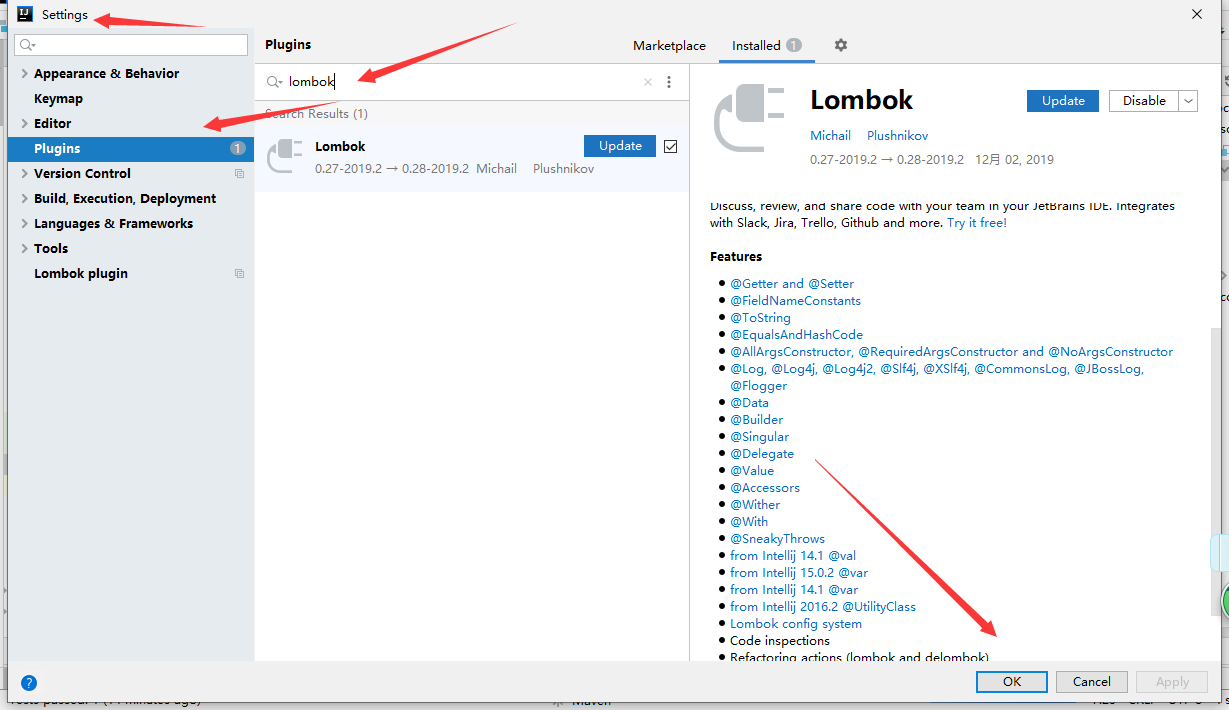 Settings
Appearance & Behavior
Keymap
Editor
Plugins 1
Version Control
Build, Execution, Deployment
Languages & Frameworks
Tools
Lombok plugin
Plugins
Marketplace Installed 1
lombok
Search Results (1)
Lombok Update
0.27-2019.2 → 0.28-2019.2 Michail Plushnikov
Lombok Update Disable
Michail Plushnikov
0.27-2019.2 → 0.28-2019.2 12月 02, 2019
Discuss, review, and share code with your team in your JetBrains IDE. Integrates
with Slack, Jira, Trello, Github and more. Try it free!
Features
@Getter and @Setter
@FieldNameConstants
@ToString
@EqualsAndHashCode
@AllArgsConstructor, @RequiredArgsConstructor and @NoArgsConstructor
@Log, @Log4j, @Log4j2, @Slf4j, @XSlf4j, @CommonsLog, @JBossLog,
@Flogger
@Data
@Builder
@Singular
@Delegate
@Value
@Accessors
@Wither
@With
@SneakyThrows
from Intellij 14.1 @val
from Intellij 15.0.2 @var
from Intellij 14.1 @var
from Intellij 2016.2 @UtilityClass
Lombok config system
Code inspections
Refactoring actions (lombok and delombok)
? OK Cancel Apply